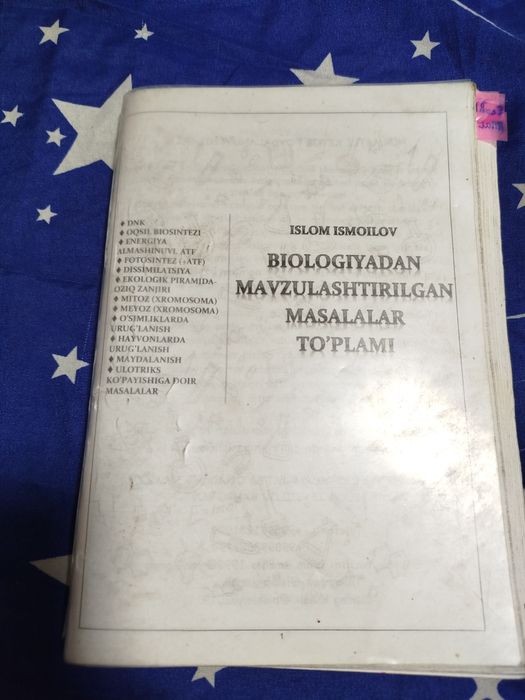 ♦ DNK
♦ OQSIL BIOSINTEZI
♦ ENERGIYA
ALMASHINUVI. ATF
♦ FOTOSINTEZ (+ATF)
♦ DISSIMILATSIYA
♦ EKOLOGIK PIRAMIDA-
OZIQ ZANJIRI
♦ MITOZ (XROMOSOMA)
♦ MEYOZ (XROMOSOMA)
♦ O'SIMLIKLARDA
URUG'LANISH
♦ HAYVONLARDA
URUG'LANISH
♦ MAYDALANISH
♦ ULOTRIKS
KO'PAYISHIGA DOIR
MASALALAR
ISLOM ISMOILOV
BIOLOGIYADAN
MAVZULASHTIRILGAN
MASALALAR
TO'PLAMI